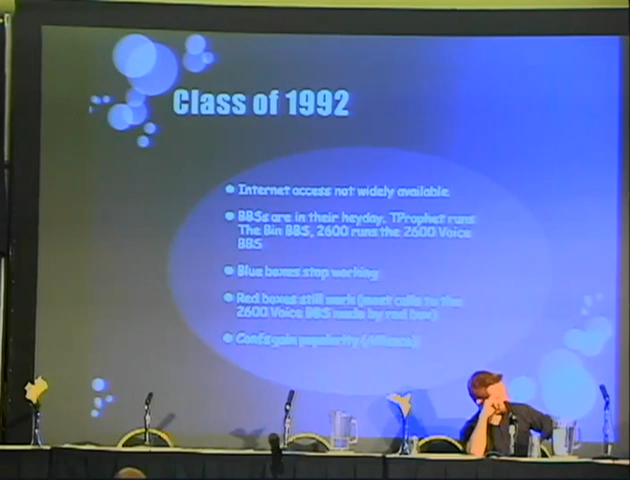 Class of 1992
Internet access not widely available
BBSs are in their heyday. TProphet runs
The Bin BBS, 2600 runs the 2600 Voice
BBS
Blue boxes stop working
Red boxes still work (most calls to the
2600 Voice BBS made by red box)
Confs gain popularity (Alliance)